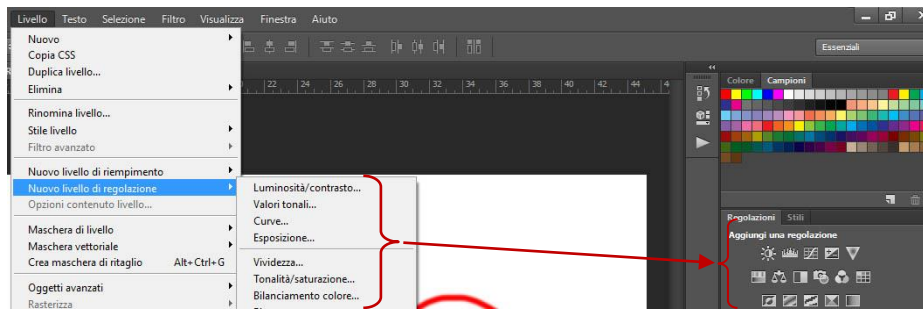 Livello Testo Selezione Filtro Visualizza Finestra Aiuto
Nuovo
Copia CSS
Duplica livello...
Elimina
Rinomina livello...
Stile livello
Filtro avanzato
Nuovo livello di riempimento
Nuovo livello di regolazione
Opzioni contenuto livello...
Maschera di livello
Maschera vettoriale
Crea maschera di ritaglio Alt+Ctrl+G
Oggetti avanzati
Rasterizza
Luminosità/contrasto...
Valori tonali...
Curve...
Esposizione...
Vividezza...
Tonalità/saturazione...
Bilanciamento colore...
22 24 26 28 30 32 34 36 38 40 42 44 4
Essenziali
Colore Campioni
Regolazioni Stili
Aggiungi una regolazione